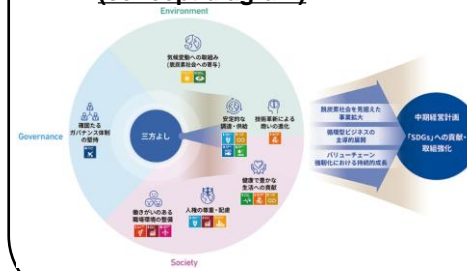 Environment
気候変動への取組み
(脱炭素社会への寄与)
安定的な
調達・供給
技術革新による
商いの進化
確固たる
ガバナンス体制
の堅持
Governance
三方よし
健康で豊かな
生活への貢献
働きがいのある
職場環境の整備
人権の尊重・配慮
Society
脱炭素社会を見据えた
事業拡大
循環型ビジネスの
主導的展開
バリューチェーン
強靭化における持続的成長
中期経営計画
「SDGs」への貢献・
取組強化